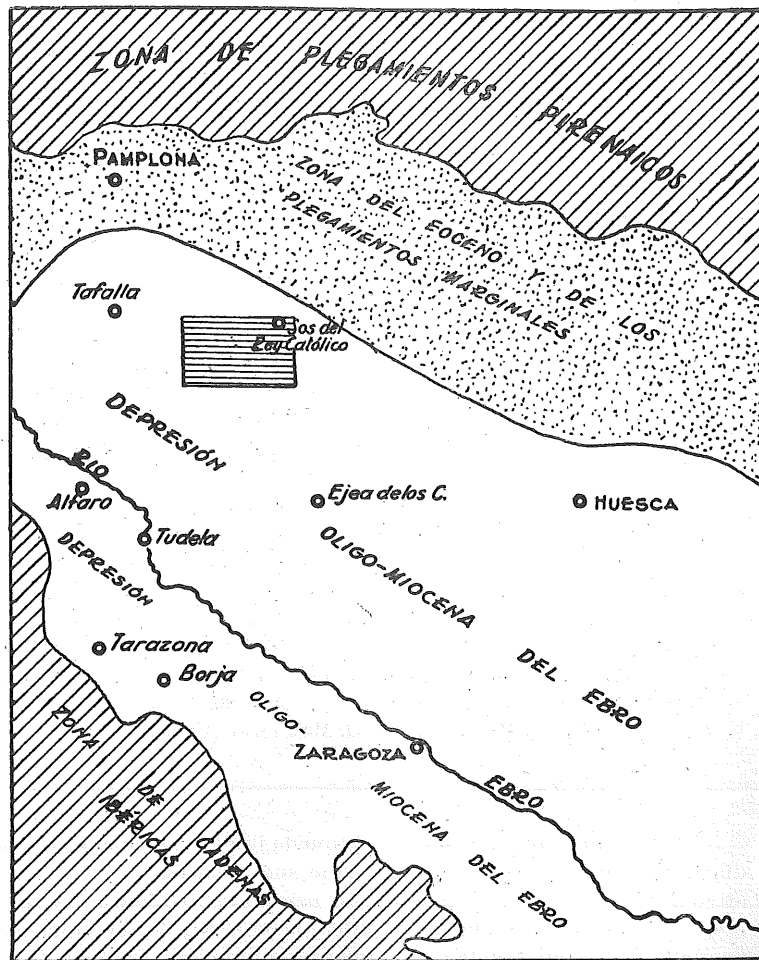 ZONA DE PLEGAMIENTOS PIRENAICOS
PAMPLONA
ZONA DEL EOCENO Y DE LOS
PLEGAMIENTOS MARGINALES
Tafalla
Sos del
Rey Católico
DEPRESIÓN
RIO
Alfaro
Ejea de los C.
HUESCA
Tudela
DEPRESIÓN
OLIGO-MIOCENA
DEL EBRO
Tarazona
Borja
OLIGO
ZARAGOZA
EBRO
MIOCENA
DEL EBRO
ZONA
DE CADENAS
IBÉRICAS